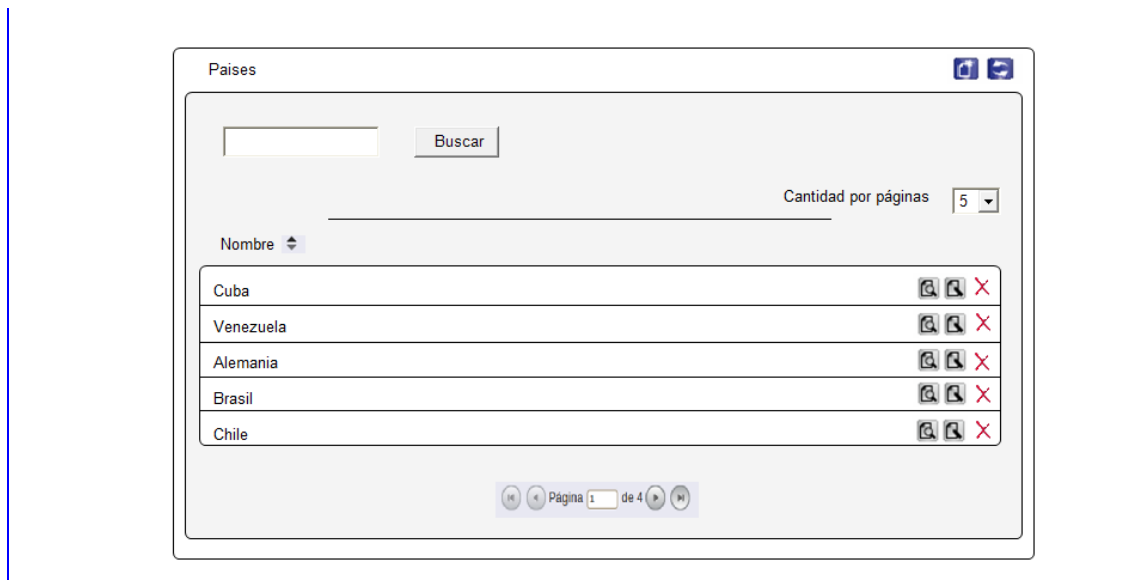 Paises
Buscar
Cantidad por páginas 5
Nombre
Cuba
Venezuela
Alemania
Brasil
Chile
Página 1 de 4